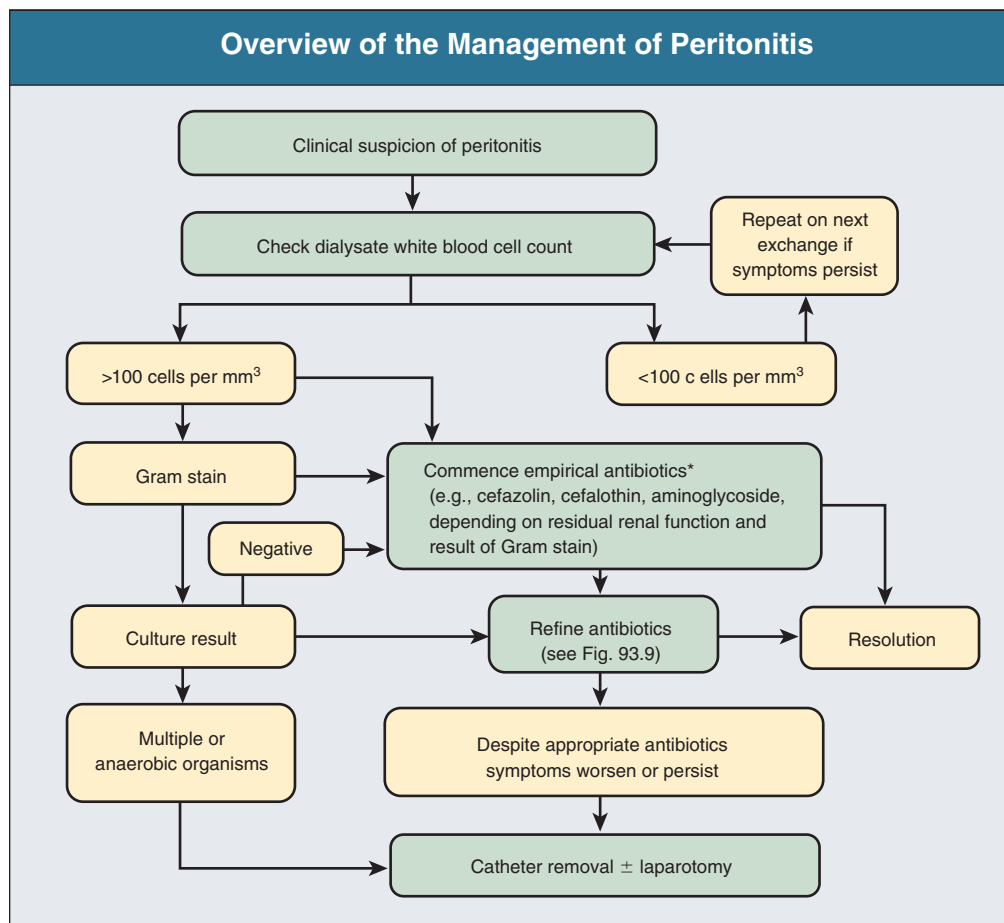 Overview of the Management of Peritonitis
Clinical suspicion of peritonitis
Check dialysate white blood cell count
Repeat on next
exchange if
symptoms persist
>100 cells per mm³
<100 c ells per mm³
Gram stain
Commence empirical antibiotics*
(e.g., cefazolin, cefalothin, aminoglycoside,
depending on residual renal function and
result of Gram stain)
Negative
Culture result
Refine antibiotics
(see Fig. 93.9)
Resolution
Multiple or
anaerobic organisms
Despite appropriate antibiotics
symptoms worsen or persist
Catheter removal ± laparotomy